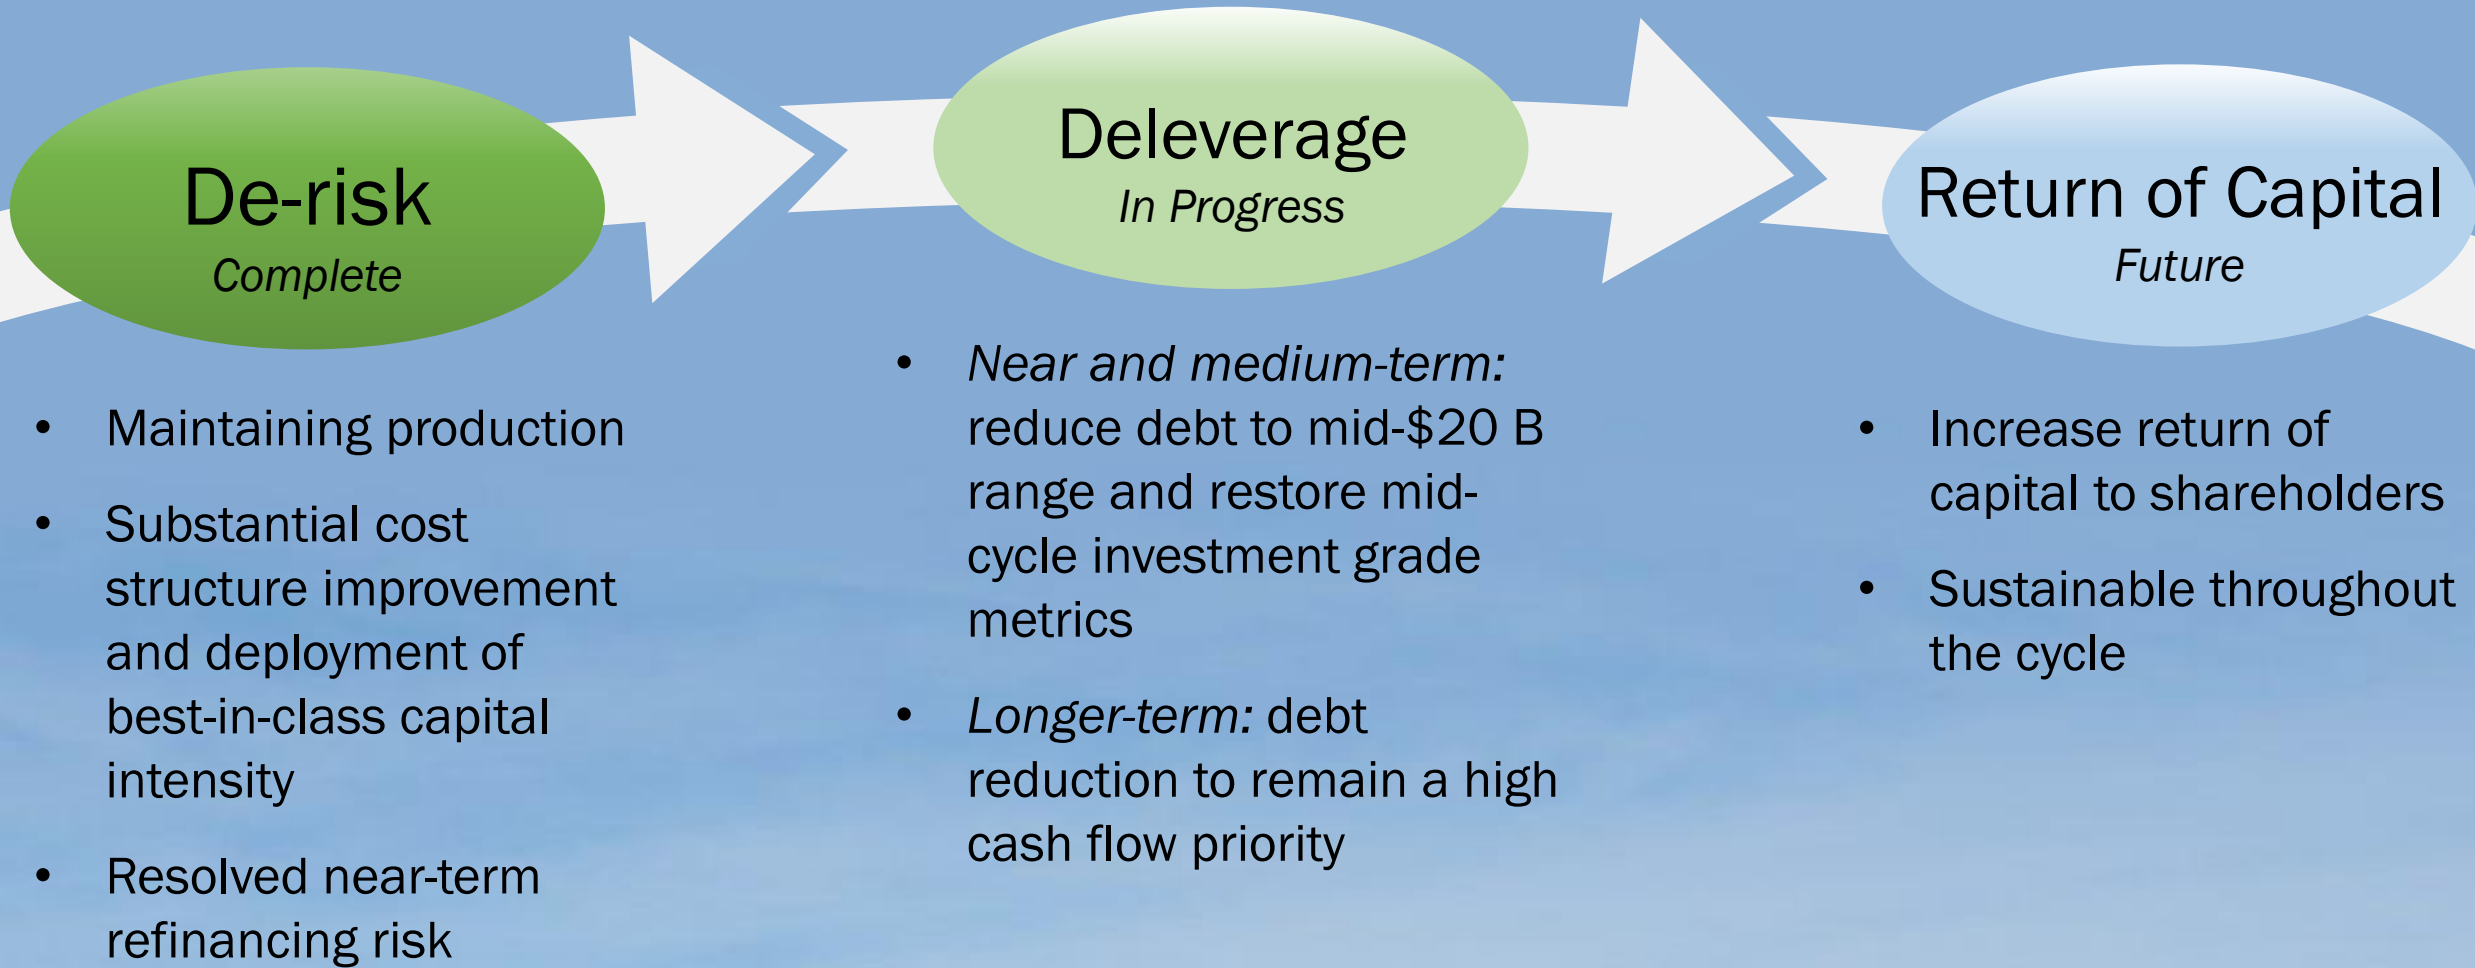 De-risk
Complete
• Maintaining production
• Substantial cost
structure improvement
and deployment of
best-in-class capital
intensity
• Resolved near-term
refinancing risk
Deleverage
In Progress
• Near and medium-term:
reduce debt to mid-$20 B
range and restore mid-
cycle investment grade
metrics
• Longer-term: debt
reduction to remain a high
cash flow priority
Return of Capital
Future
• Increase return of
capital to shareholders
• Sustainable throughout
the cycle